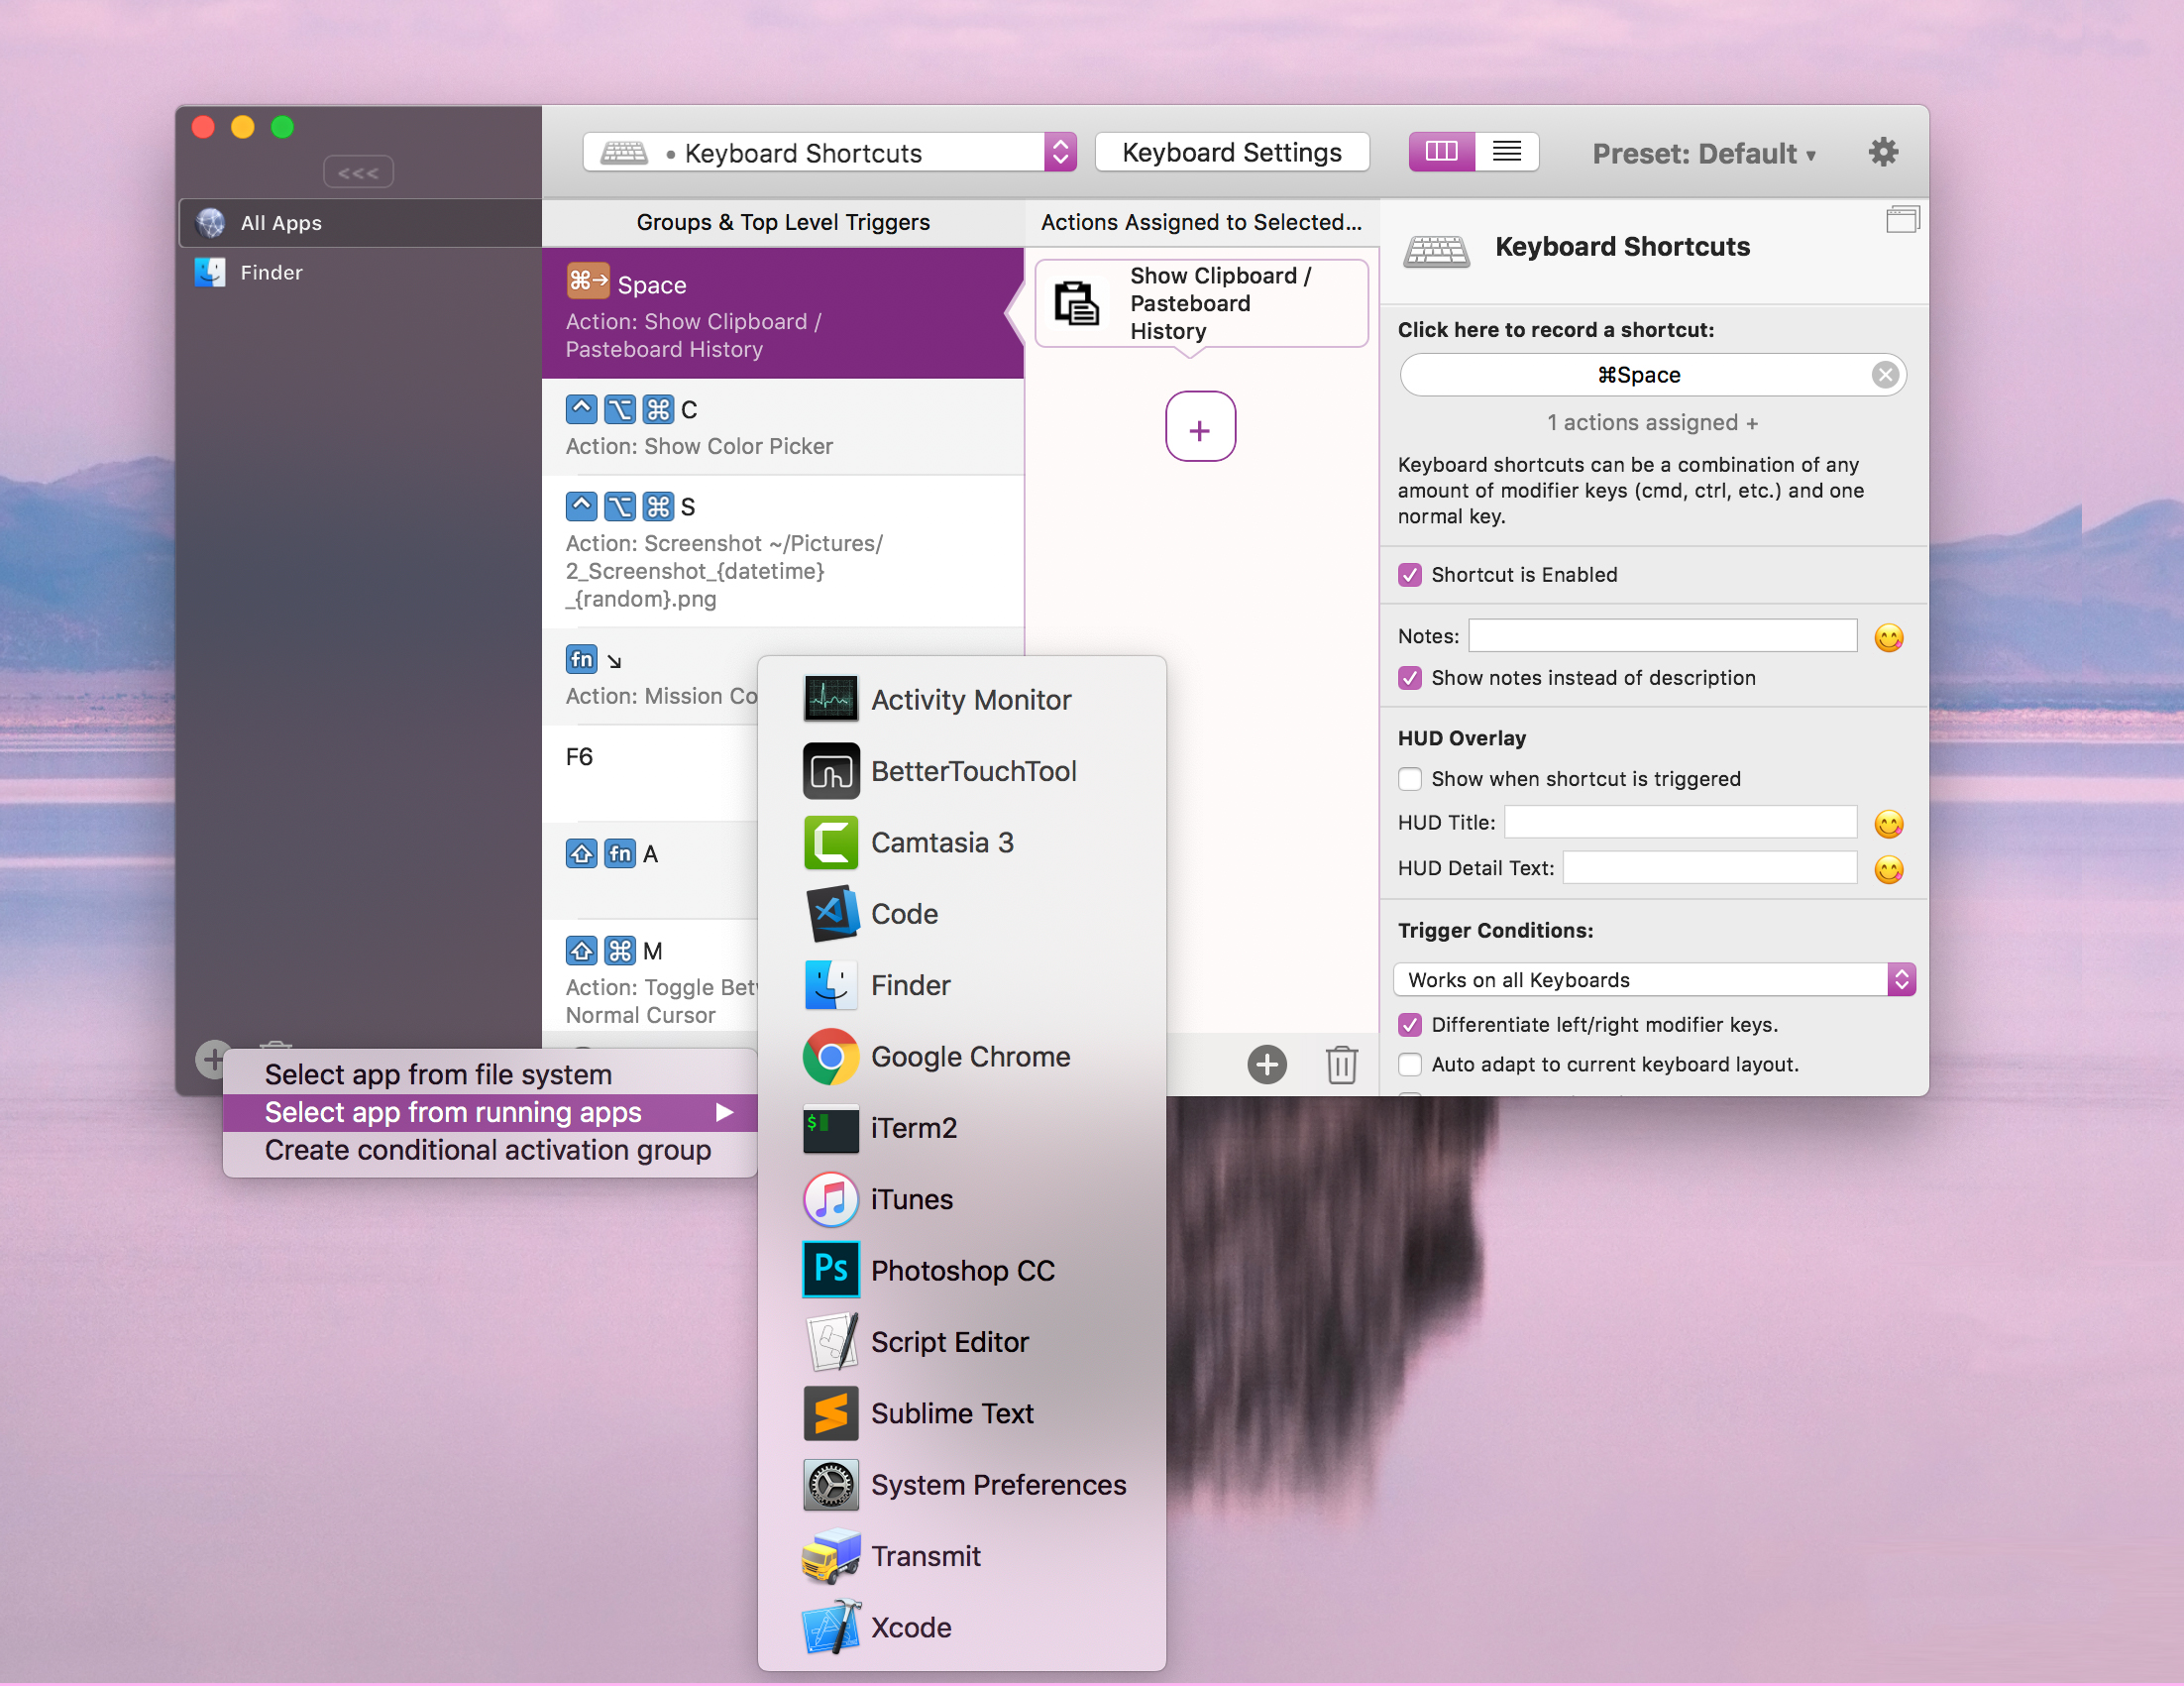 <<<
• Keyboard Shortcuts
Keyboard Settings
Preset: Default ▾
All Apps
Finder
Groups & Top Level Triggers
⌘→ Space
Action: Show Clipboard /
Pasteboard History
⌃ ⌥ ⌘ C
Action: Show Color Picker
⌃ ⌥ ⌘ S
Action: Screenshot ~/Pictures/
2_Screenshot_{datetime}
_{random}.png
fn ↘
Action: Mission Co
F6
⇧ fn A
⇧ ⌘ M
Action: Toggle Bet
Normal Cursor
Actions Assigned to Selected...
Show Clipboard /
Pasteboard
History
+
Keyboard Shortcuts
Click here to record a shortcut:
⌘Space
1 actions assigned +
Keyboard shortcuts can be a combination of any
amount of modifier keys (cmd, ctrl, etc.) and one
normal key.
Shortcut is Enabled
Notes:
Show notes instead of description
HUD Overlay
Show when shortcut is triggered
HUD Title:
HUD Detail Text:
Trigger Conditions:
Works on all Keyboards
Differentiate left/right modifier keys.
Auto adapt to current keyboard layout.
Select app from file system
Select app from running apps
Create conditional activation group
Activity Monitor
BetterTouchTool
Camtasia 3
Code
Finder
Google Chrome
$
iTerm2
iTunes
Ps
Photoshop CC
Script Editor
Sublime Text
System Preferences
Transmit
Xcode